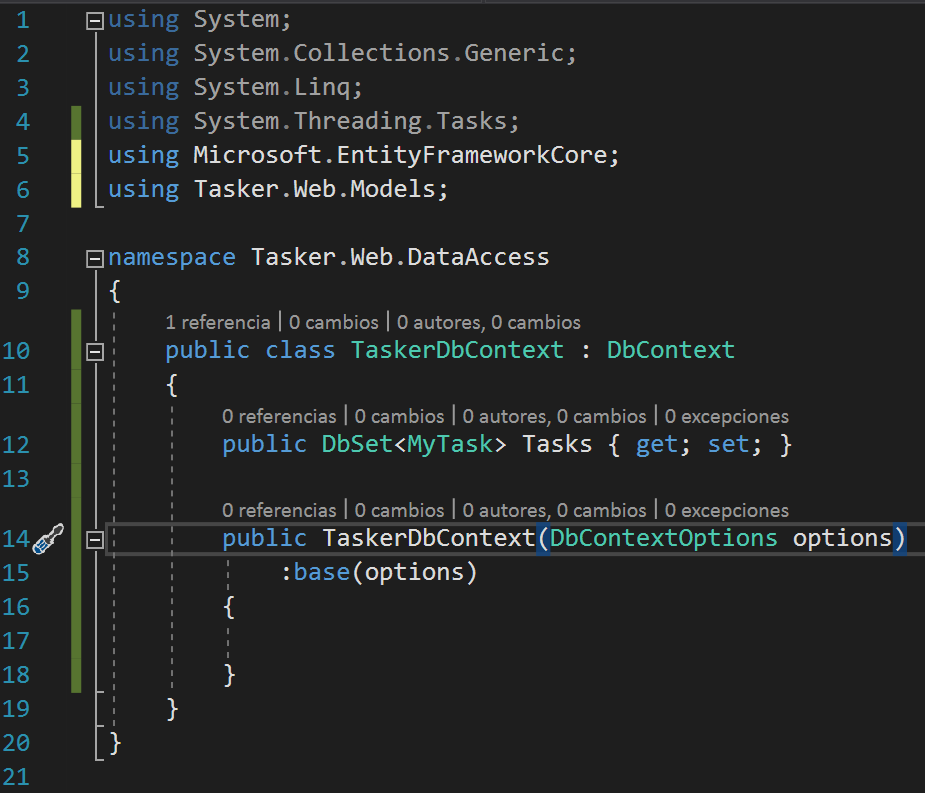 1 using System;
2 using System.Collections.Generic;
3 using System.Linq;
4 using System.Threading.Tasks;
5 using Microsoft.EntityFrameworkCore;
6 using Tasker.Web.Models;
7
8 namespace Tasker.Web.DataAccess
9 {
1 referencia | 0 cambios | 0 autores, 0 cambios
10 public class TaskerDbContext : DbContext
11 {
0 referencias | 0 cambios | 0 autores, 0 cambios | 0 excepciones
12 public DbSet<MyTask> Tasks { get; set; }
13
0 referencias | 0 cambios | 0 autores, 0 cambios | 0 excepciones
14 public TaskerDbContext(DbContextOptions options)
15 :base(options)
16 {
17
18 }
19 }
20 }
21